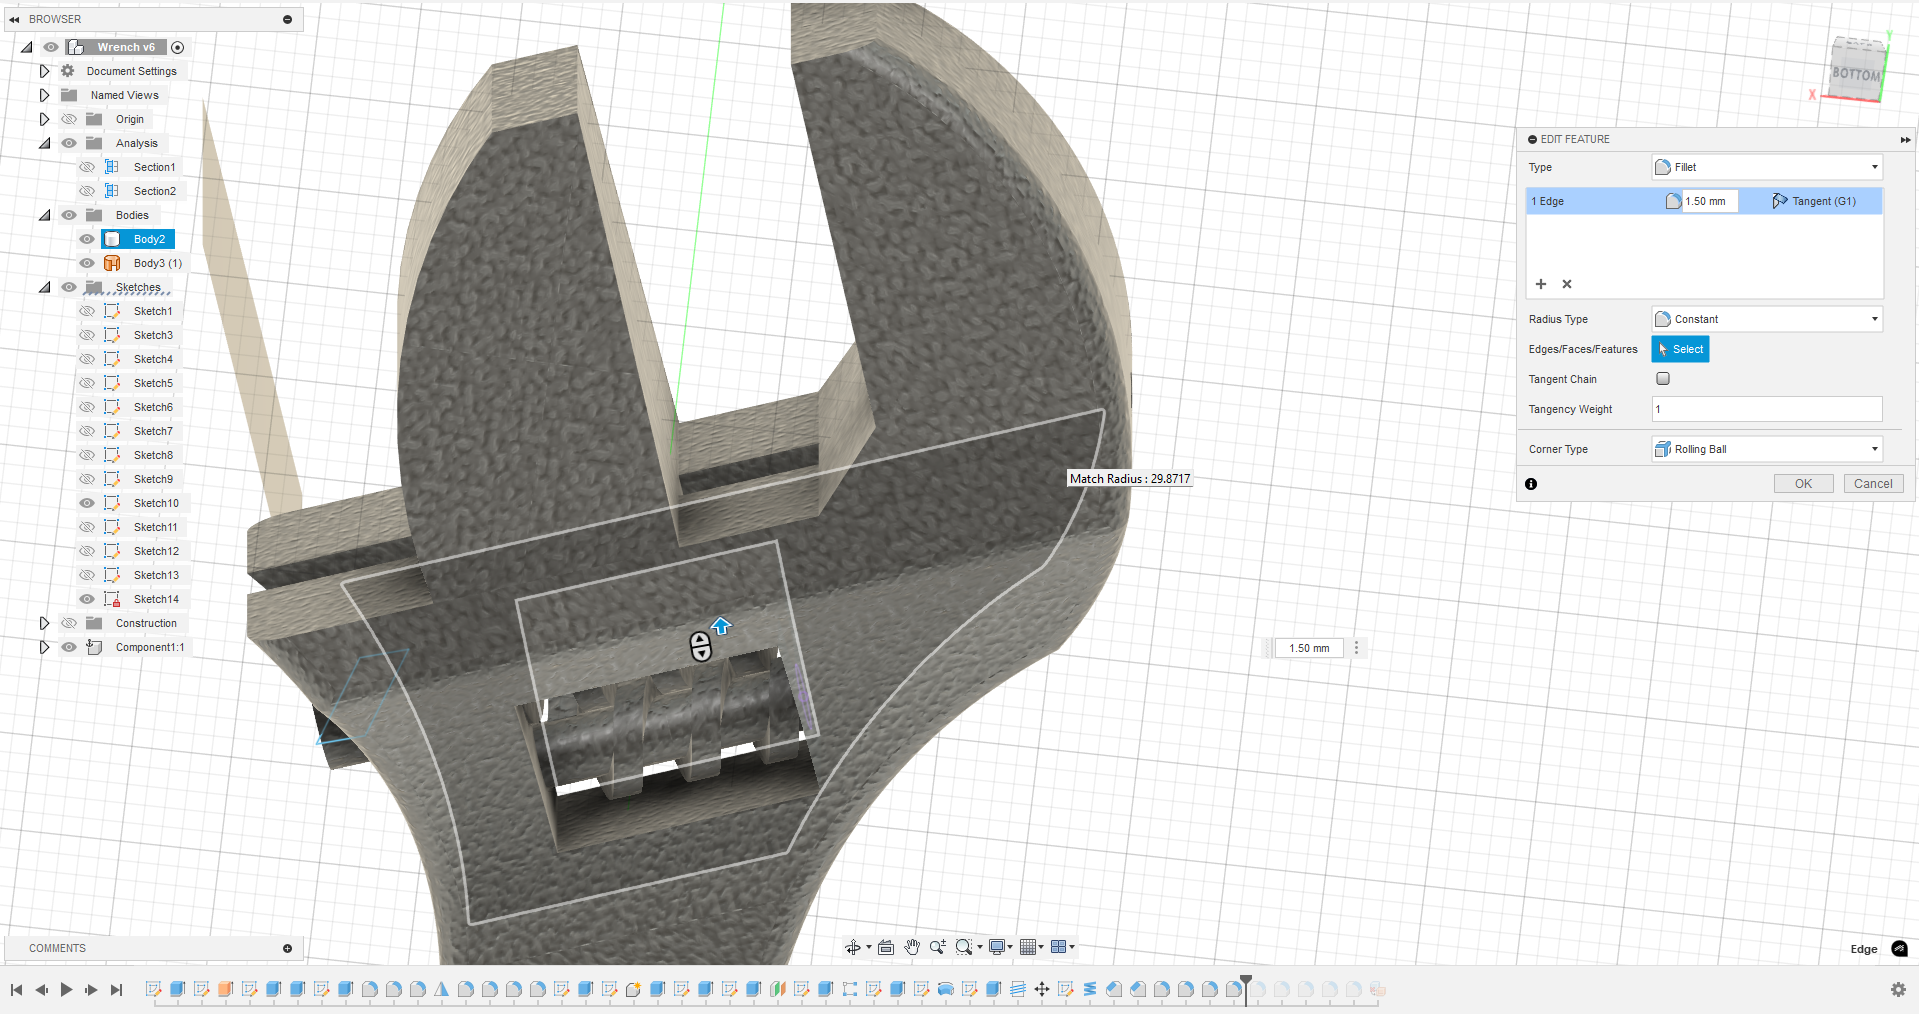 BROWSER
Wrench v6
Document Settings
Named Views
Origin
Analysis
Section1
Section2
Bodies
Body2
Body3 (1)
Sketches
Sketch1
Sketch3
Sketch4
Sketch5
Sketch6
Sketch7
Sketch8
Sketch9
Sketch10
Sketch11
Sketch12
Sketch13
Sketch14
Construction
Component1:1
COMMENTS
Match Radius : 29.8717
1.50 mm
Y
BOTTOM
X
EDIT FEATURE
Type Fillet
1 Edge 1.50 mm Tangent (G1)
Radius Type Constant
Edges/Faces/Features Select
Tangent Chain
Tangency Weight 1
Corner Type Rolling Ball
OK Cancel
Edge